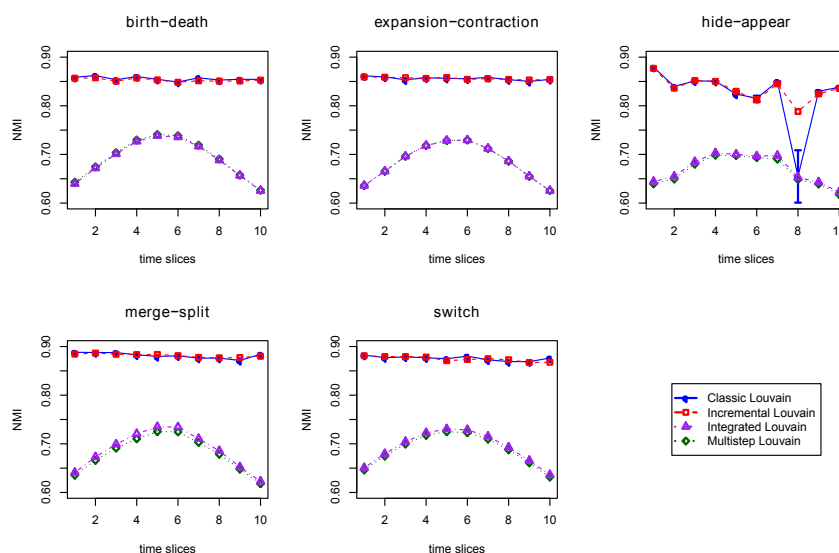 birth−death
expansion−contraction
hide−appear
0.90
0.80
0.70
0.60
NMI
2 4 6 8 10
time slices
0.90
0.80
0.70
0.60
NMI
2 4 6 8 10
time slices
0.90
0.80
0.70
0.60
NMI
2 4 6 8 10
time slices
merge−split
switch
0.90
0.80
0.70
0.60
NMI
2 4 6 8 10
time slices
0.90
0.80
0.70
0.60
NMI
2 4 6 8 10
time slices
Classic Louvain
Incremental Louvain
Integrated Louvain
Multistep Louvain